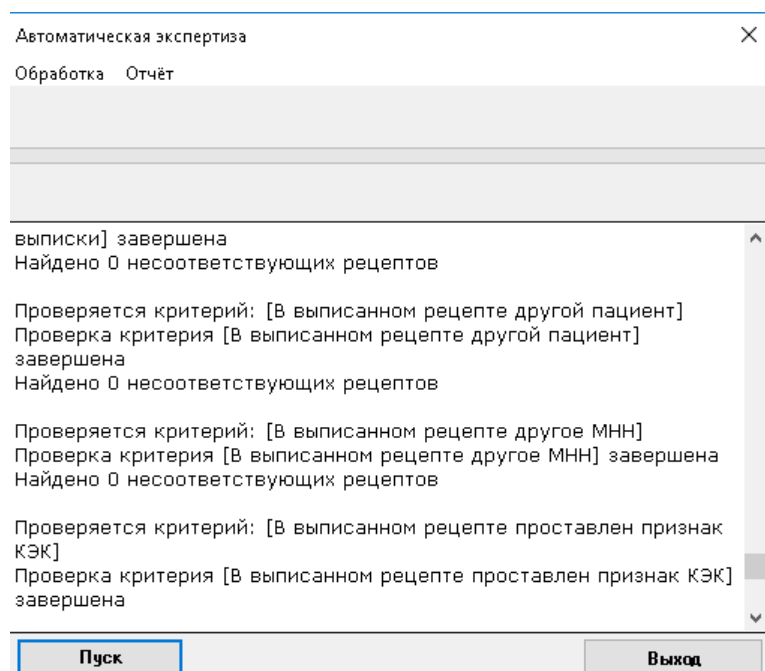 Автоматическая экспертиза
Обработка Отчёт
выписки] завершена
Найдено 0 несоответствующих рецептов
Проверяется критерий: [В выписанном рецепте другой пациент]
Проверка критерия [В выписанном рецепте другой пациент]
завершена
Найдено 0 несоответствующих рецептов
Проверяется критерий: [В выписанном рецепте другое МНН]
Проверка критерия [В выписанном рецепте другое МНН] завершена
Найдено 0 несоответствующих рецептов
Проверяется критерий: [В выписанном рецепте проставлен признак
КЭК]
Проверка критерия [В выписанном рецепте проставлен признак КЭК]
завершена
Пуск Выход